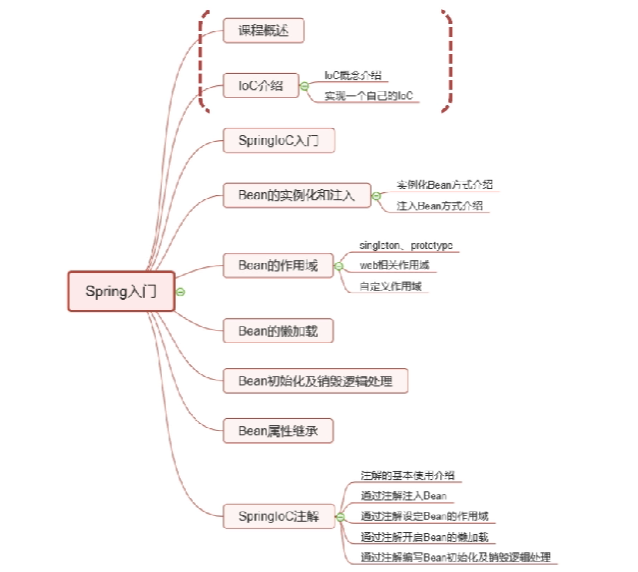 课程概述
IoC介绍
IoC概念介绍
实现一个自己的IoC
SpringIoC入门
Bean的实例化和注入
实例化Bean方式介绍
注入Bean方式介绍
Spring入门
Bean的作用域
singleton、prototype
web相关作用域
自定义作用域
Bean的懒加载
Bean初始化及销毁逻辑处理
Bean属性继承
SpringIoC注解
注解的基本使用介绍
通过注解注入Bean
通过注解设定Bean的作用域
通过注解开启Bean的懒加载
通过注解编写Bean初始化及销毁逻辑处理